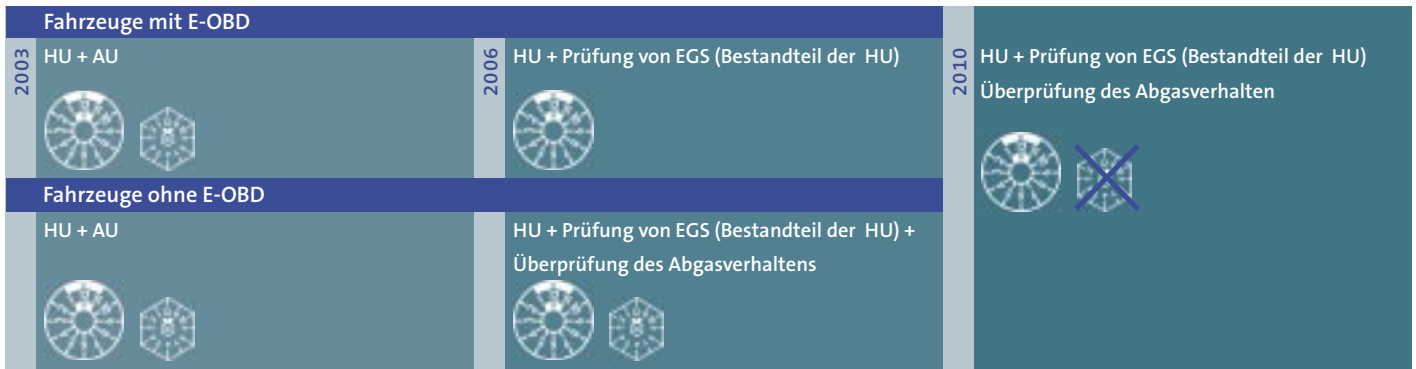 Fahrzeuge mit E-OBD
2003
HU + AU
2006
HU + Prüfung von EGS (Bestandteil der HU)
2010
HU + Prüfung von EGS (Bestandteil der HU)
Überprüfung des Abgasverhalten
Fahrzeuge ohne E-OBD
HU + AU
HU + Prüfung von EGS (Bestandteil der HU) +
Überprüfung des Abgasverhaltens